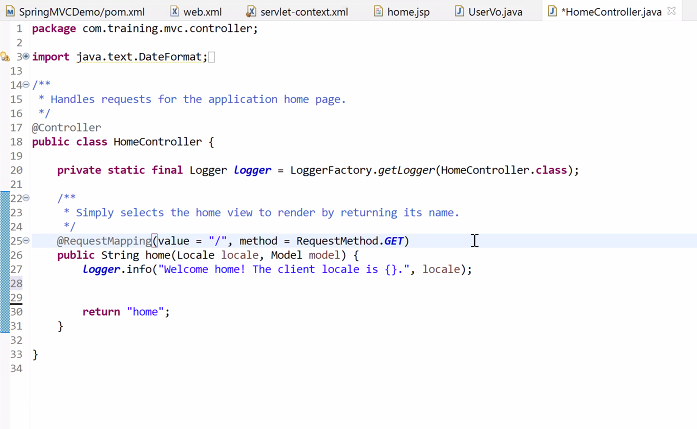 SpringMVCDemo/pom.xml web.xml servlet-context.xml home.jsp UserVo.java *HomeController.java
1 package com.training.mvc.controller;
2
3 import java.text.DateFormat;
13
14 /**
15 * Handles requests for the application home page.
16 */
17 @Controller
18 public class HomeController {
19
20 private static final Logger logger = LoggerFactory.getLogger(HomeController.class);
21
22 /**
23 * Simply selects the home view to render by returning its name.
24 */
25 @RequestMapping(value = "/", method = RequestMethod.GET)
26 public String home(Locale locale, Model model) {
27 logger.info("Welcome home! The client locale is {}.", locale);
28
29
30 return "home";
31 }
32
33 }
34